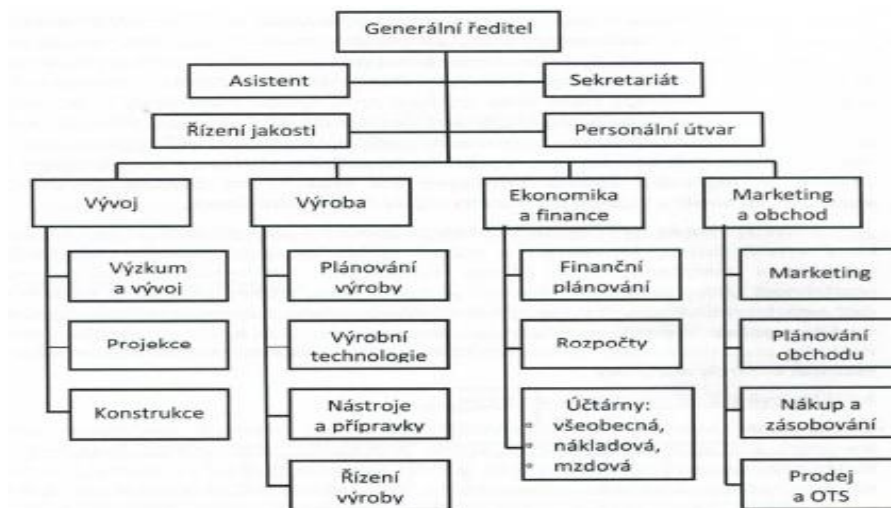 Generální ředitel
Asistent
Sekretariát
Řízení jakosti
Personální útvar
Vývoj
Výroba
Ekonomika
a finance
Marketing
a obchod
Výzkum
a vývoj
Projekce
Konstrukce
Plánování
výroby
Výrobní
technologie
Nástroje
a přípravky
Řízení
výroby
Finanční
plánování
Rozpočty
Účtárny:
všeobecná,
nákladová,
mzdová
Marketing
Plánování
obchodu
Nákup a
zásobování
Prodej
a OTS